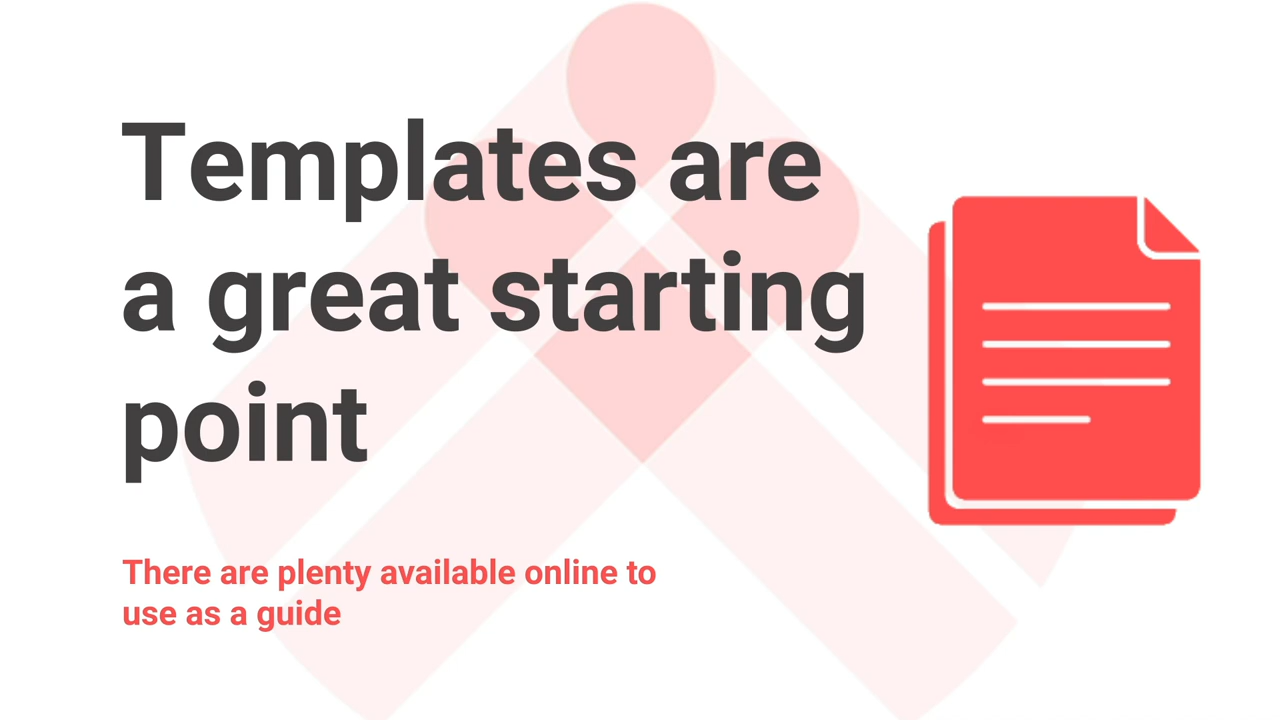 Templates are
a great starting
point
There are plenty available online to
use as a guide